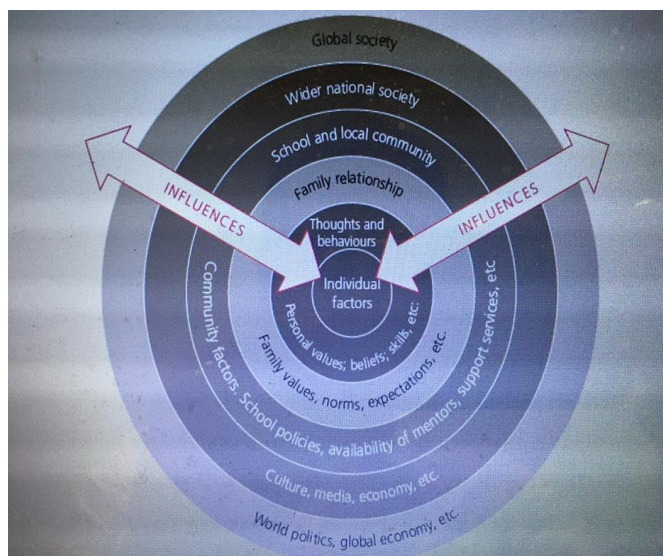 Global society
Wider national society
School and local community
Family relationship
Thoughts and
behaviours
INFLUENCES
INFLUENCES
Individual
factors
Personal values; beliefs; skills, etc:
Family values, norms, expectations, etc.
Community factors. School policies, availability of mentors, support services, etc
Culture, media, economy, etc.
World politics, global economy, etc.